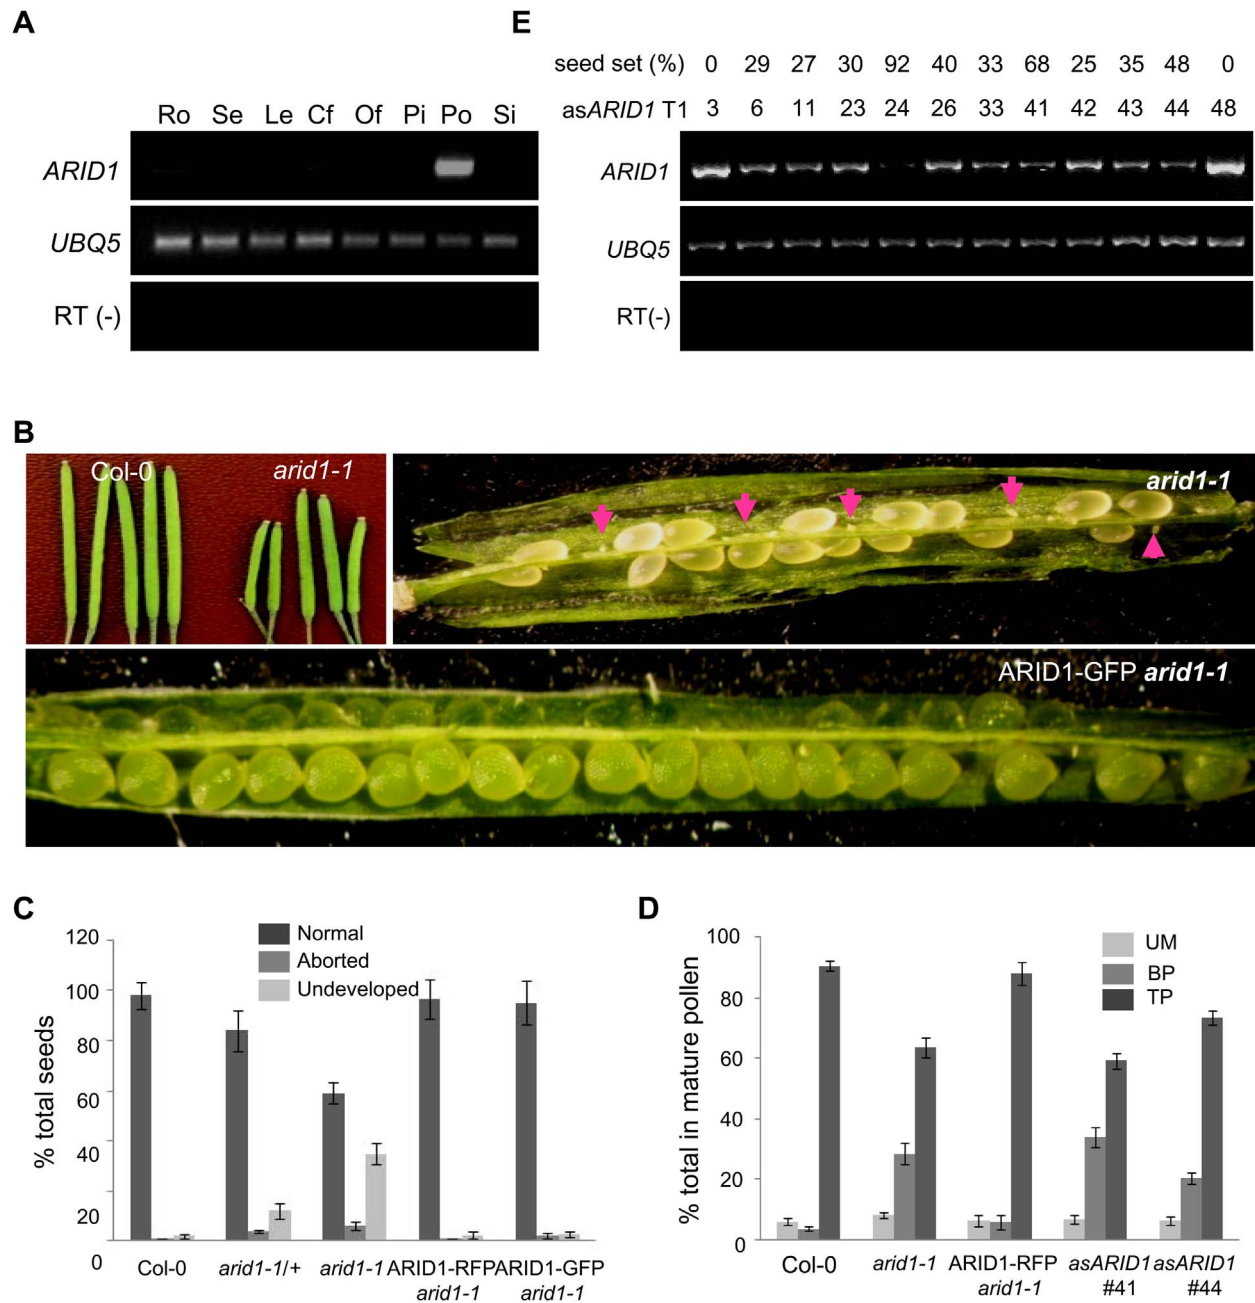 A
Ro Se Le Cf Of Pi Po Si
ARID1
UBQ5
RT (-)
E
seed set (%) 0 29 27 30 92 40 33 68 25 35 48 0
asARID1 T1 3 6 11 23 24 26 33 41 42 43 44 48
ARID1
UBQ5
RT(-)
B
Col-0 arid1-1
arid1-1
ARID1-GFP arid1-1
C
Normal
Aborted
Undeveloped
% total seeds
120
100
80
60
40
20
0
Col-0 arid1-1/+ arid1-1 ARID1-RFP ARID1-GFP
arid1-1 arid1-1
D
UM
BP
TP
% total in mature pollen
100
80
60
40
20
0
Col-0 arid1-1 ARID1-RFP asARID1 asARID1
arid1-1 #41 #44